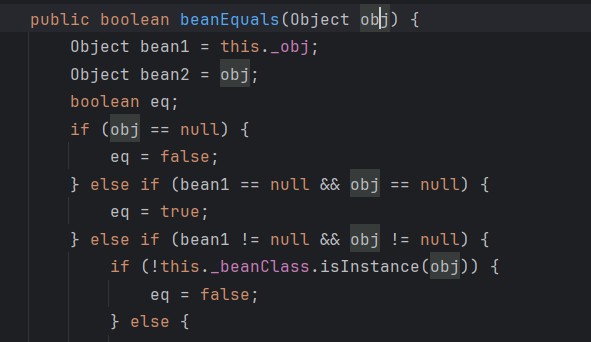 public boolean beanEquals(Object obj) {
Object bean1 = this._obj;
Object bean2 = obj;
boolean eq;
if (obj == null) {
eq = false;
} else if (bean1 == null && obj == null) {
eq = true;
} else if (bean1 != null && obj != null) {
if (!this._beanClass.isInstance(obj)) {
eq = false;
} else {